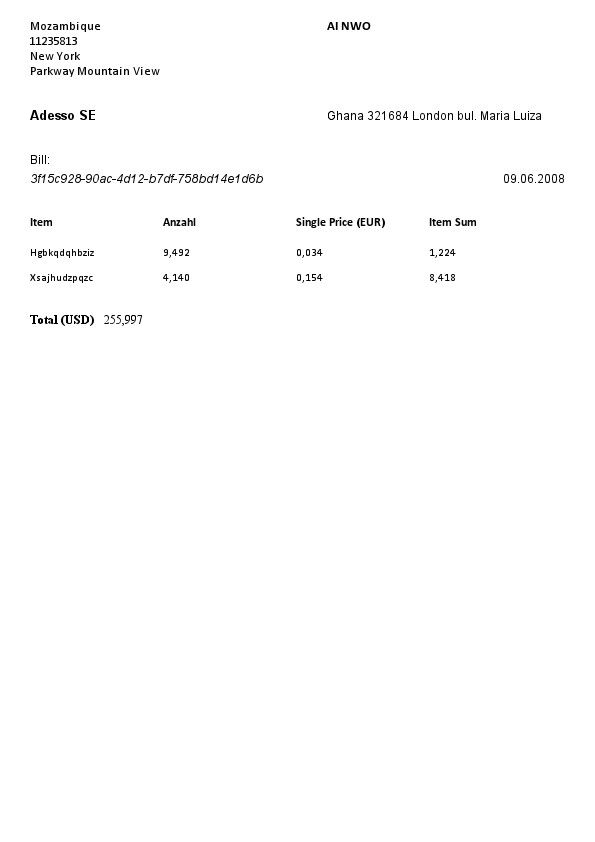 Mozambique
11235813
New York
Parkway Mountain View
AI NWO
Adesso SE
Ghana 321684 London bul. Maria Luiza
Bill:
3f15c928-90ac-4d12-b7df-758bd14e1d6b
09.06.2008
Item Anzahl Single Price (EUR) Item Sum
Hgbkqdqhbziz 9,492 0,034 1,224
Xsajhudzpqzc 4,140 0,154 8,418
Total (USD) 255,997